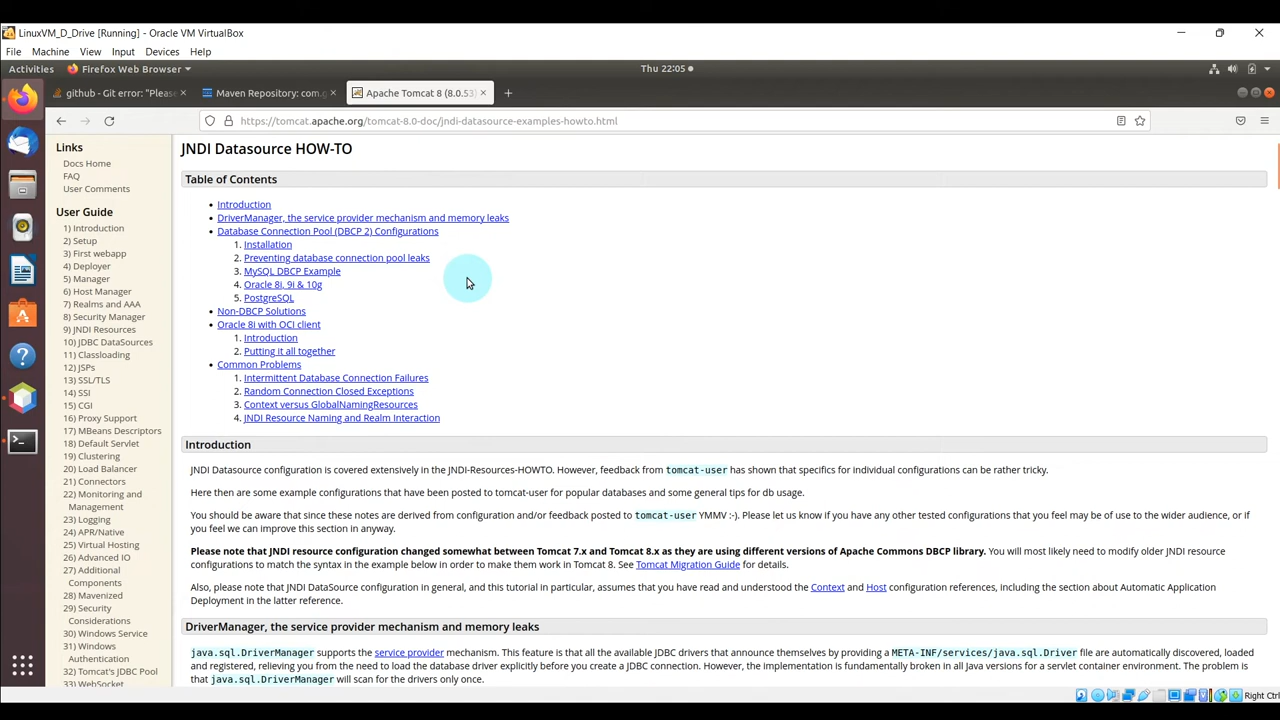 LinuxVM_D_Drive [Running] - Oracle VM VirtualBox
File Machine View Input Devices Help
Activities Firefox Web Browser Thu 22:05
github - Git error: "Please Maven Repository: com.g Apache Tomcat 8 (8.0.53)
https://tomcat.apache.org/tomcat-8.0-doc/jndi-datasource-examples-howto.html
Links
Docs Home
FAQ
User Comments
User Guide
1) Introduction
2) Setup
3) First webapp
4) Deployer
5) Manager
6) Host Manager
7) Realms and AAA
8) Security Manager
9) JNDI Resources
10) JDBC DataSources
11) Classloading
12) JSPs
13) SSL/TLS
14) SSI
15) CGI
16) Proxy Support
17) MBeans Descriptors
18) Default Servlet
19) Clustering
20) Load Balancer
21) Connectors
22) Monitoring and
Management
23) Logging
24) APR/Native
25) Virtual Hosting
26) Advanced IO
27) Additional
Components
28) Mavenized
29) Security
Considerations
30) Windows Service
31) Windows
Authentication
32) Tomcat's JDBC Pool
33) WebSocket
JNDI Datasource HOW-TO
Table of Contents
• Introduction
• DriverManager, the service provider mechanism and memory leaks
• Database Connection Pool (DBCP 2) Configurations
1. Installation
2. Preventing database connection pool leaks
3. MySQL DBCP Example
4. Oracle 8i, 9i & 10g
5. PostgreSQL
• Non-DBCP Solutions
• Oracle 8i with OCI client
1. Introduction
2. Putting it all together
• Common Problems
1. Intermittent Database Connection Failures
2. Random Connection Closed Exceptions
3. Context versus GlobalNamingResources
4. JNDI Resource Naming and Realm Interaction
Introduction
JNDI Datasource configuration is covered extensively in the JNDI-Resources-HOWTO. However, feedback from tomcat-user has shown that specifics for individual configurations can be rather tricky.
Here then are some example configurations that have been posted to tomcat-user for popular databases and some general tips for db usage.
You should be aware that since these notes are derived from configuration and/or feedback posted to tomcat-user YMMV :-). Please let us know if you have any other tested configurations that you feel may be of use to the wider audience, or if
you feel we can improve this section in anyway.
Please note that JNDI resource configuration changed somewhat between Tomcat 7.x and Tomcat 8.x as they are using different versions of Apache Commons DBCP library. You will most likely need to modify older JNDI resource
configurations to match the syntax in the example below in order to make them work in Tomcat 8. See Tomcat Migration Guide for details.
Also, please note that JNDI DataSource configuration in general, and this tutorial in particular, assumes that you have read and understood the Context and Host configuration references, including the section about Automatic Application
Deployment in the latter reference.
DriverManager, the service provider mechanism and memory leaks
java.sql.DriverManager supports the service provider mechanism. This feature is that all the available JDBC drivers that announce themselves by providing a META-INF/services/java.sql.Driver file are automatically discovered, loaded
and registered, relieving you from the need to load the database driver explicitly before you create a JDBC connection. However, the implementation is fundamentally broken in all Java versions for a servlet container environment. The problem is
that java.sql.DriverManager will scan for the drivers only once.
Right Ctrl